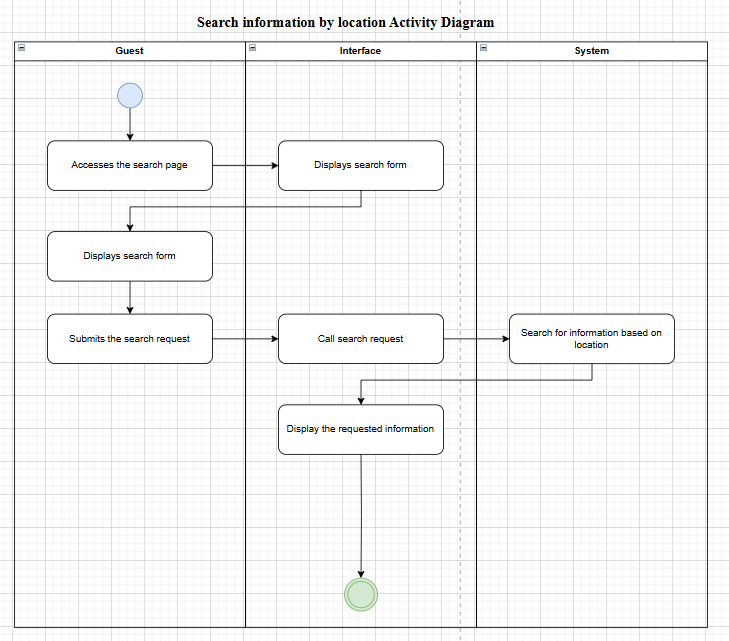 Search information by location Activity Diagram
Guest
Interface
System
Accesses the search page
Displays search form
Displays search form
Submits the search request
Call search request
Search for information based on
location
Display the requested information